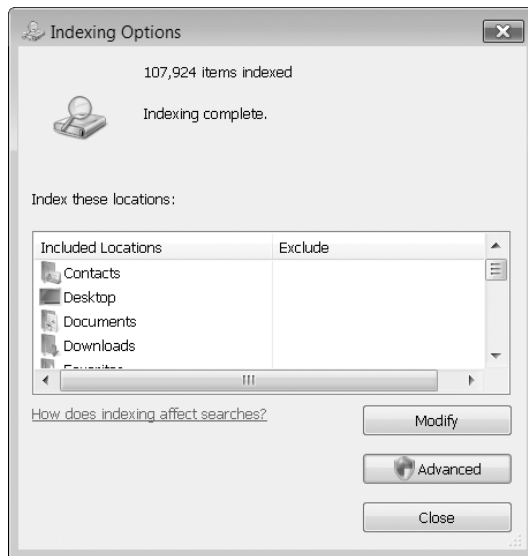 Indexing Options
107,924 items indexed
Indexing complete.
Index these locations:
Included Locations Exclude
Contacts
Desktop
Documents
Downloads
How does indexing affect searches?
Modify
Advanced
Close